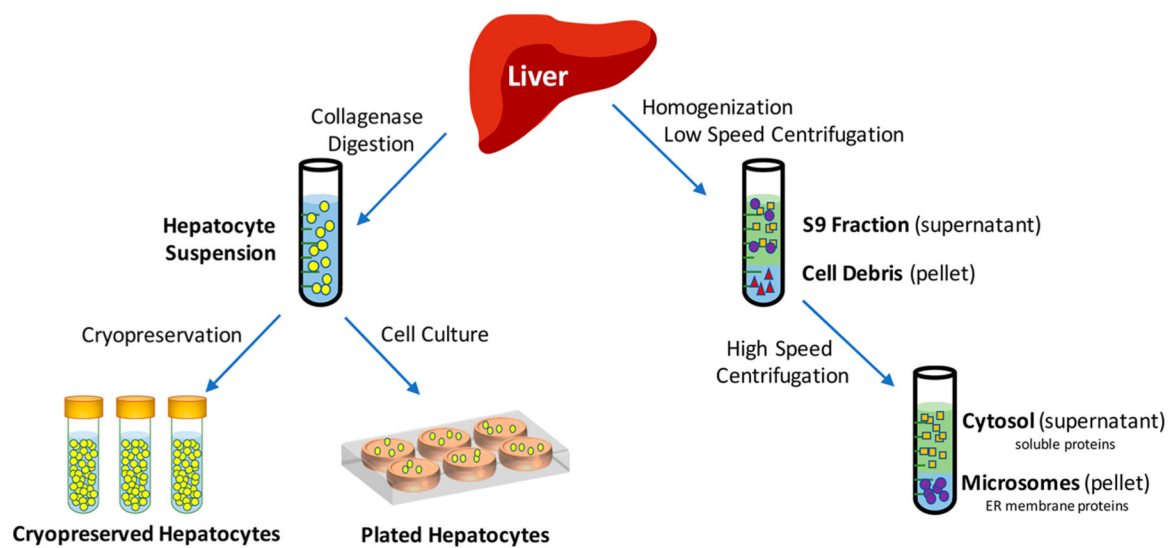 Liver
Collagenase
Digestion
Homogenization
Low Speed Centrifugation
Hepatocyte
Suspension
S9 Fraction (supernatant)
Cell Debris (pellet)
Cryopreservation
Cell Culture
High Speed
Centrifugation
Cytosol (supernatant)
soluble proteins
Microsomes (pellet)
ER membrane proteins
Cryopreserved Hepatocytes
Plated Hepatocytes